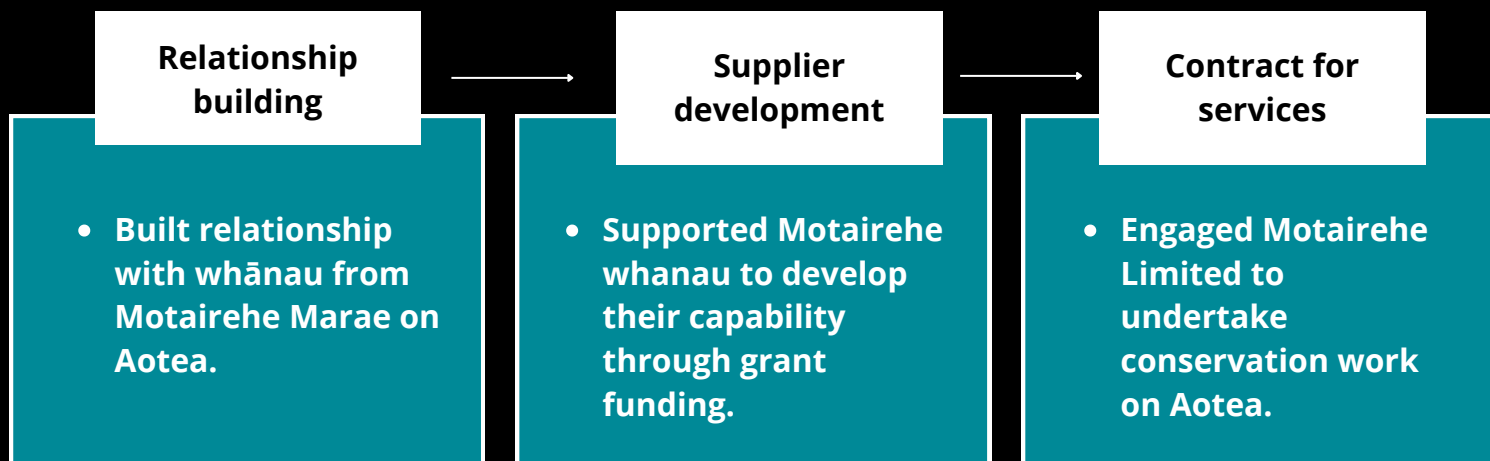 Relationship
building
• Built relationship
with whānau from
Motairehe Marae on
Aotea.
Supplier
development
• Supported Motairehe
whanau to develop
their capability
through grant
funding.
Contract for
services
• Engaged Motairehe
Limited to
undertake
conservation work
on Aotea.